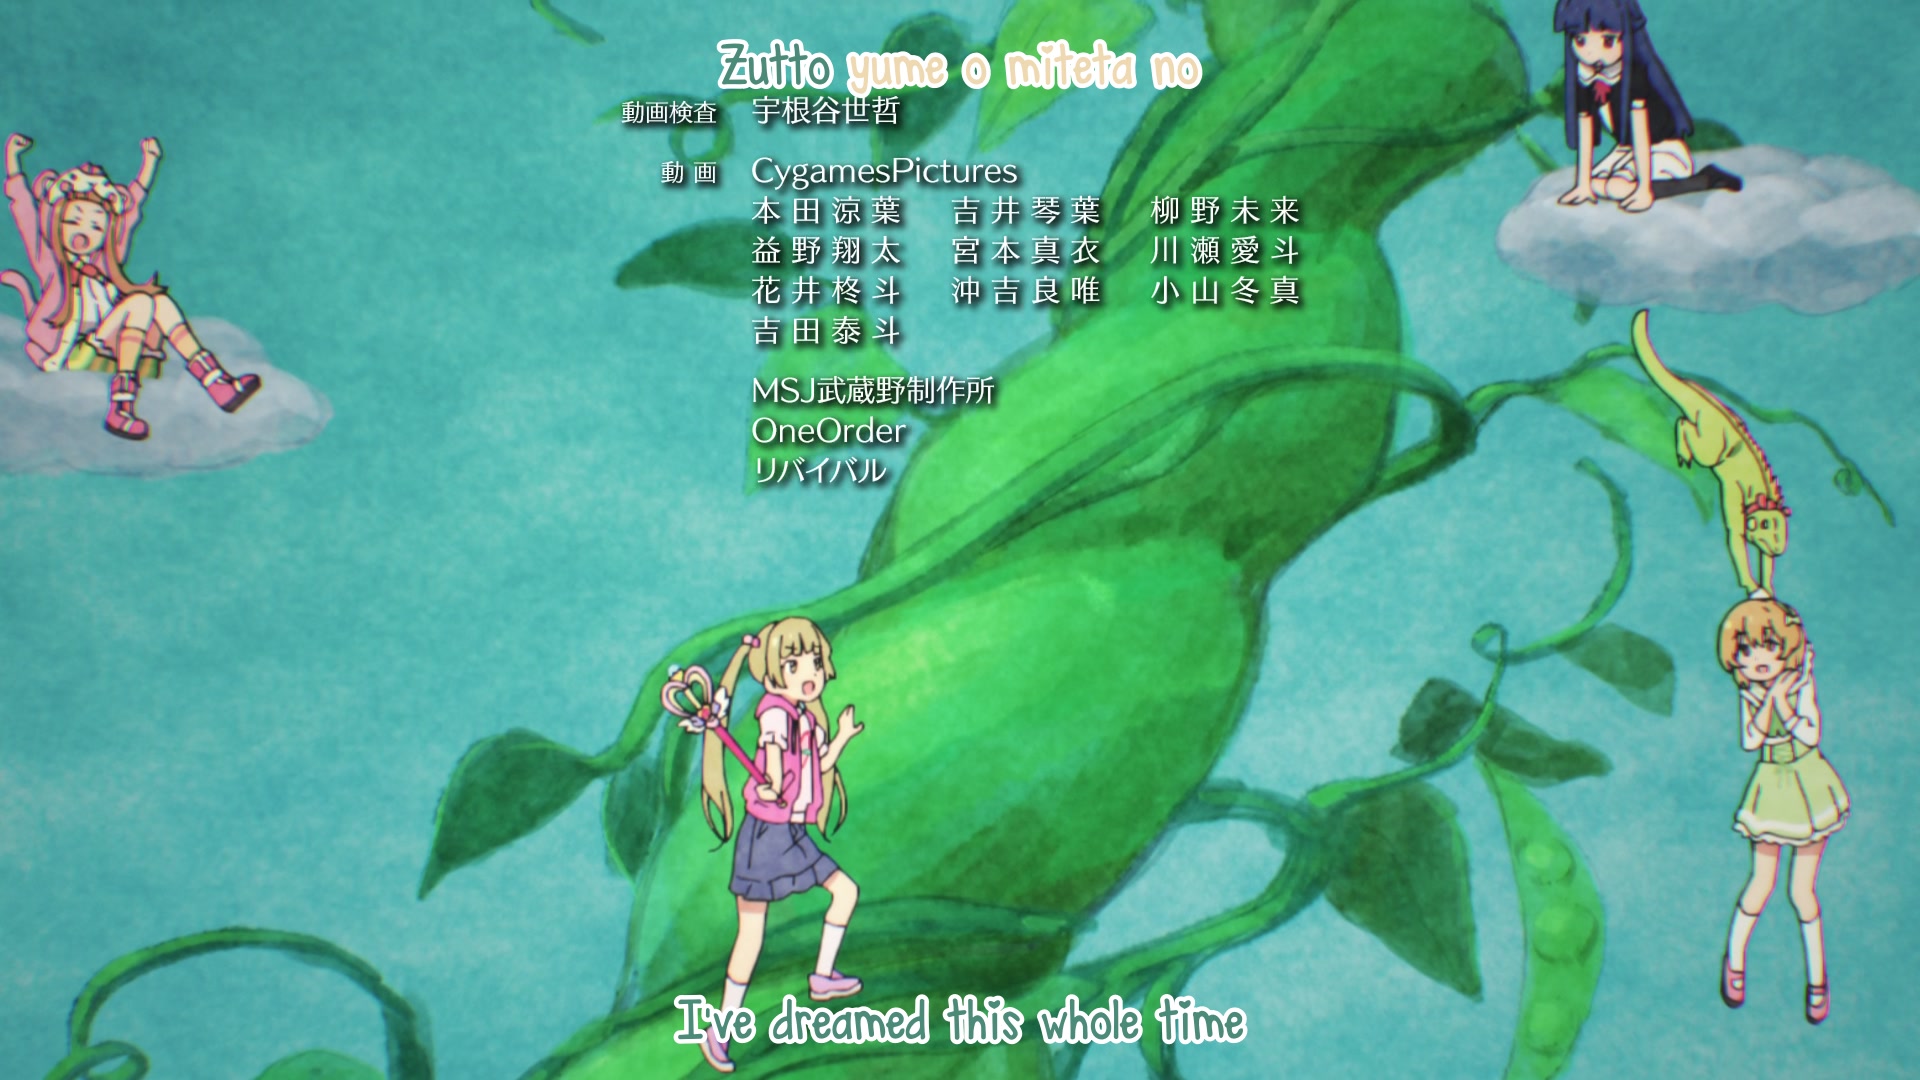 Zutto yume o miteta no
動画検査 宇根谷世哲
動画 CygamesPictures
本田涼葉 吉井琴葉 柳野未来
益野翔太 宮本真衣 川瀬愛斗
花井柊斗 沖吉良唯 小山冬真
吉田泰斗
MSJ武蔵野制作所
OneOrder
リバイバル
I've dreamed this whole time